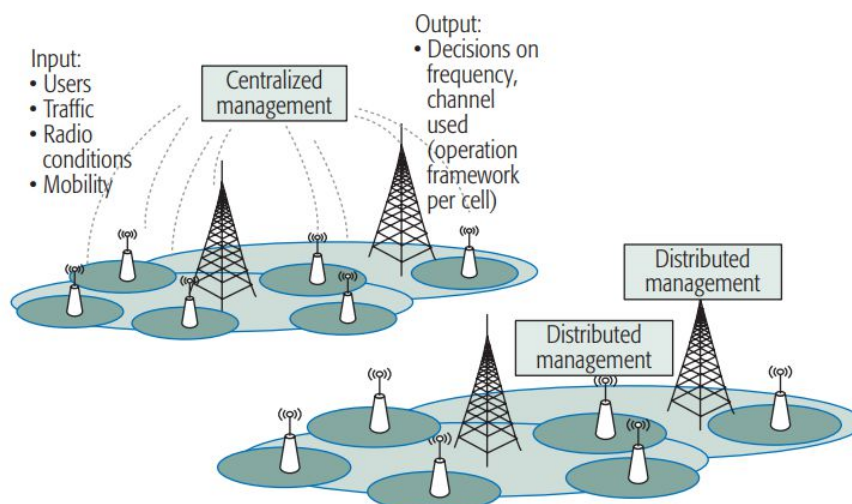 Input:
• Users
• Traffic
• Radio
conditions
• Mobility
Centralized
management
Output:
• Decisions on
frequency,
channel
used
(operation
framework
per cell)
Distributed
management
Distributed
management